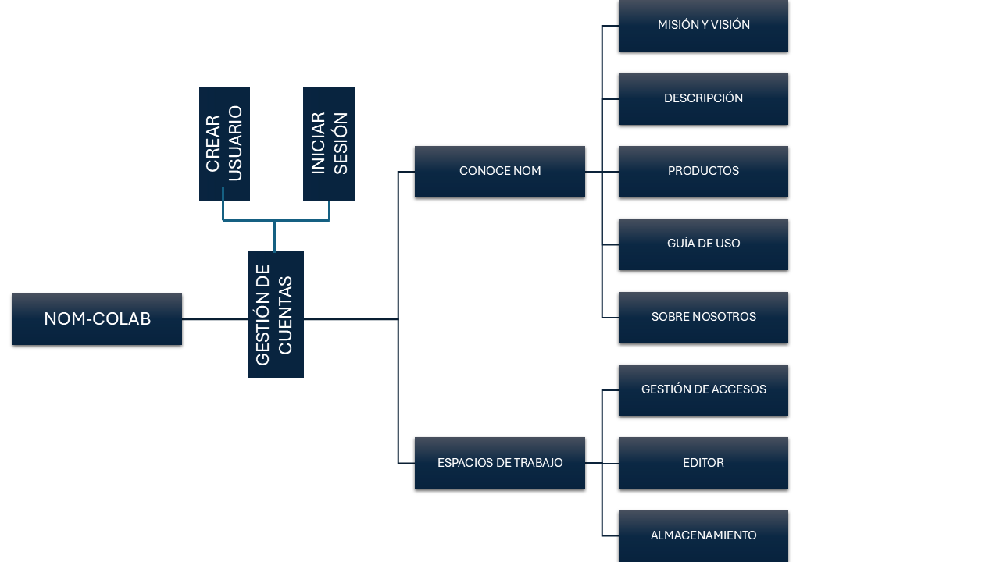 NOM-COLAB
GESTIÓN DE
CUENTAS
CREAR
USUARIO
INICIAR
SESIÓN
CONOCE NOM
MISIÓN Y VISIÓN
DESCRIPCIÓN
PRODUCTOS
GUÍA DE USO
SOBRE NOSOTROS
ESPACIOS DE TRABAJO
GESTIÓN DE ACCESOS
EDITOR
ALMACENAMIENTO